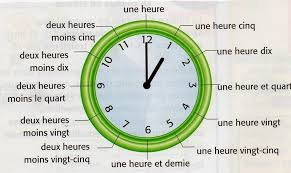 une heure
deux heures
moins cinq
une heure cinq
deux heures
moins dix
une heure dix
deux heures
moins le quart
une heure et quart
deux heures
moins vingt
une heure vingt
deux heures
moins vingt-cinq
une heure vingt-cinq
une heure et demie
12
1
2
3
4
5
6
7
8
9
10
11